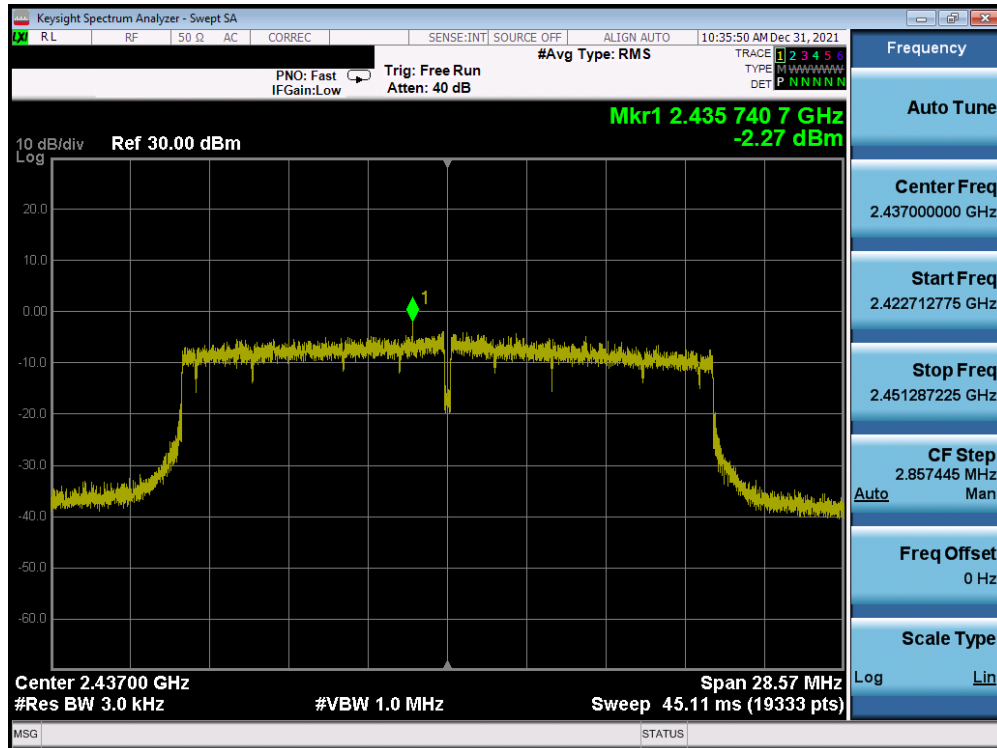 Keysight Spectrum Analyzer - Swept SA
LXI RL RF 50 Ω AC CORREC SENSE:INT SOURCE OFF ALIGN AUTO 10:35:50 AM Dec 31, 2021
#Avg Type: RMS
TRACE 1 2 3 4 5 6
PNO: Fast Trig: Free Run
TYPE M W W W W W
IFGain:Low Atten: 40 dB
DET P N N N N N
Mkr1 2.435 740 7 GHz
-2.27 dBm
10 dB/div Ref 30.00 dBm
Log
20.0
10.0
0.00
1
-10.0
-20.0
-30.0
-40.0
-50.0
-60.0
Center 2.43700 GHz Span 28.57 MHz
#Res BW 3.0 kHz #VBW 1.0 MHz Sweep 45.11 ms (19333 pts)
MSG STATUS
Frequency
Auto Tune
Center Freq
2.437000000 GHz
Start Freq
2.422712775 GHz
Stop Freq
2.451287225 GHz
CF Step
2.857445 MHz
Auto Man
Freq Offset
0 Hz
Scale Type
Log Lin